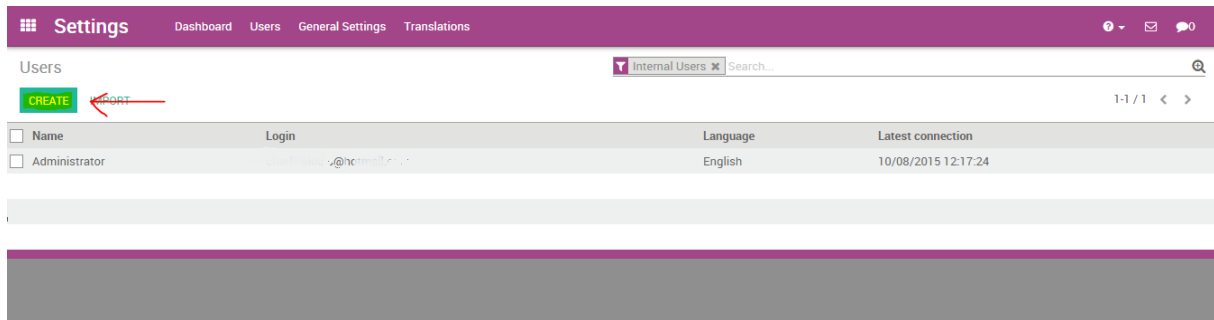 Settings Dashboard Users General Settings Translations 0
Users Internal Users Search...
CREATE IMPORT 1-1 / 1
Name Login Language Latest connection
Administrator English 10/08/2015 12:17:24